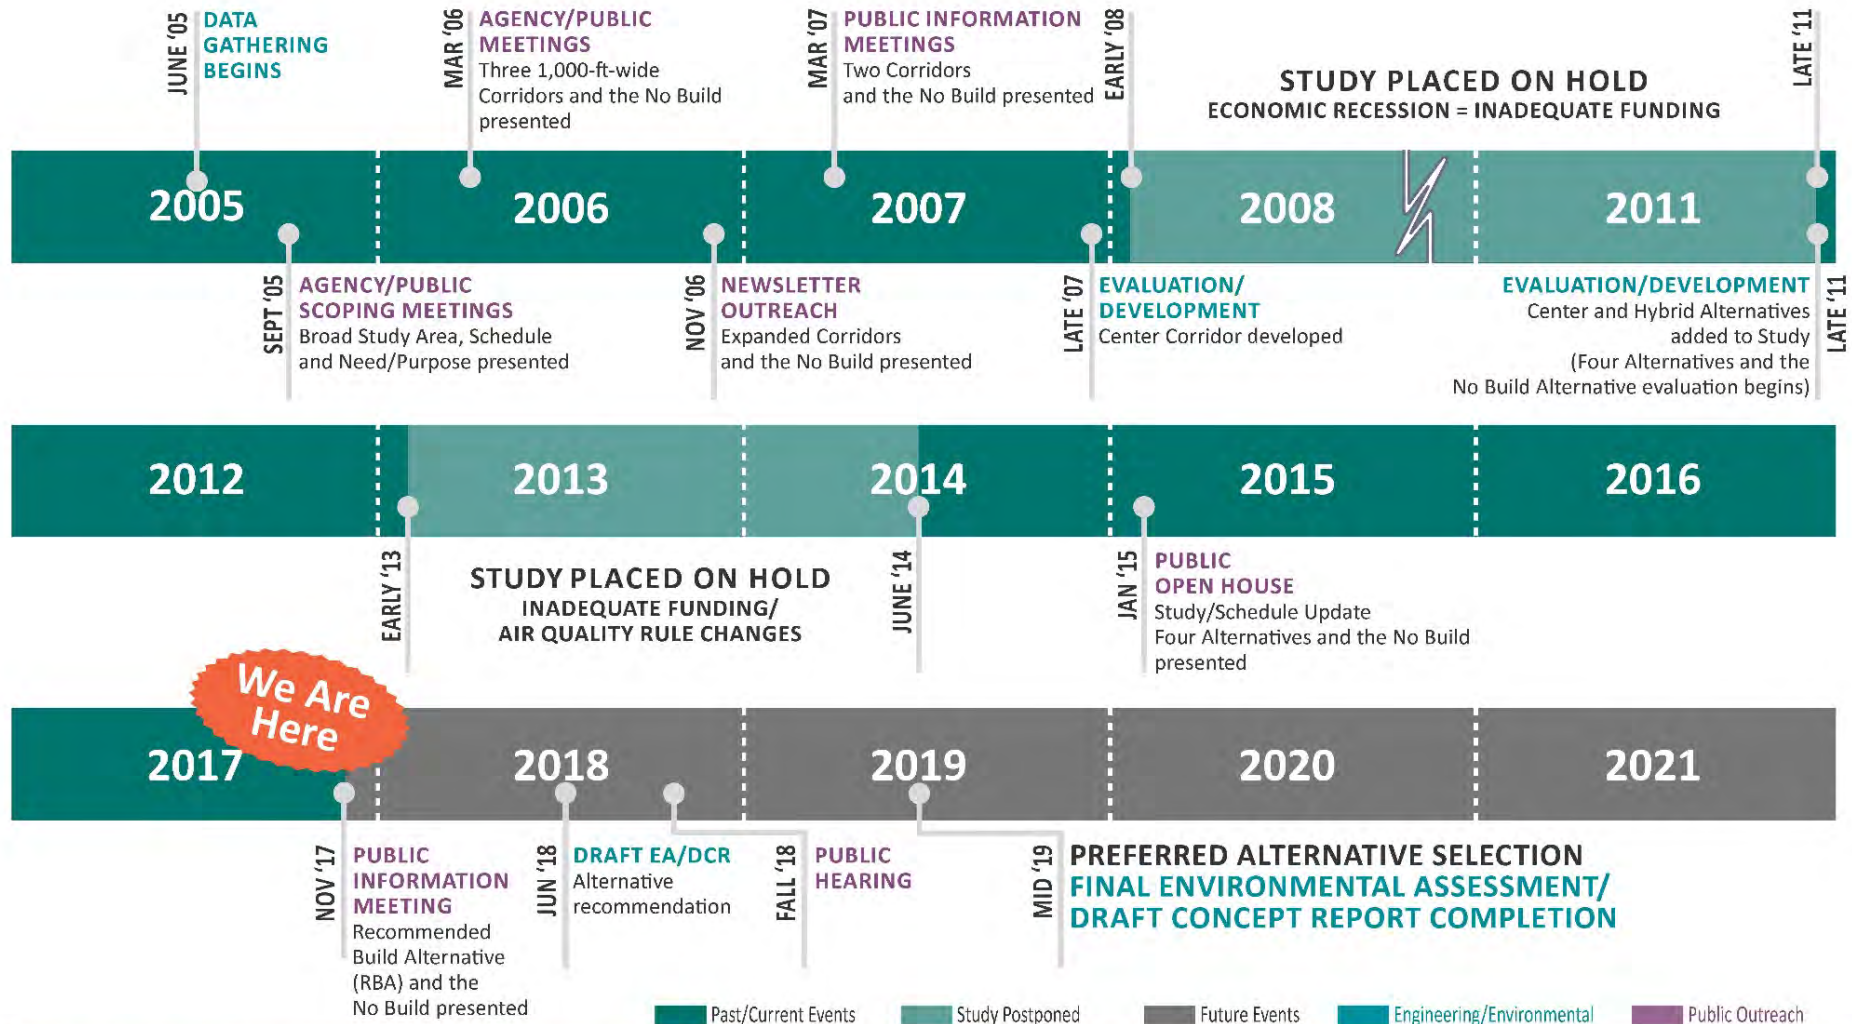 JUNE ‘05
DATA
GATHERING
BEGINS
MAR ‘06
AGENCY/PUBLIC
MEETINGS
Three 1,000-ft-wide
Corridors and the No Build
presented
MAR ‘07
PUBLIC INFORMATION
MEETINGS
Two Corridors
and the No Build presented
EARLY ‘08
STUDY PLACED ON HOLD
ECONOMIC RECESSION = INADEQUATE FUNDING
LATE ‘11
2005
2006
2007
2008
2011
SEPT ‘05
AGENCY/PUBLIC
SCOPING MEETINGS
Broad Study Area, Schedule
and Need/Purpose presented
NOV ‘06
NEWSLETTER
OUTREACH
Expanded Corridors
and the No Build presented
LATE ‘07
EVALUATION/
DEVELOPMENT
Center Corridor developed
EVALUATION/DEVELOPMENT
Center and Hybrid Alternatives
added to Study
(Four Alternatives and the
No Build Alternative evaluation begins)
LATE ‘11
2012
2013
2014
2015
2016
EARLY ‘13
STUDY PLACED ON HOLD
INADEQUATE FUNDING/
AIR QUALITY RULE CHANGES
JUNE ‘14
JAN ‘15
PUBLIC
OPEN HOUSE
Study/Schedule Update
Four Alternatives and the No Build
presented
We Are
Here
2017
2018
2019
2020
2021
NOV ‘17
PUBLIC
INFORMATION
MEETING
Recommended
Build Alternative
(RBA) and the
No Build presented
JUN ‘18
DRAFT EA/DCR
Alternative
recommendation
FALL ‘18
PUBLIC
HEARING
MID ‘19
PREFERRED ALTERNATIVE SELECTION
FINAL ENVIRONMENTAL ASSESSMENT/
DRAFT CONCEPT REPORT COMPLETION
Past/Current Events
Study Postponed
Future Events
Engineering/Environmental
Public Outreach